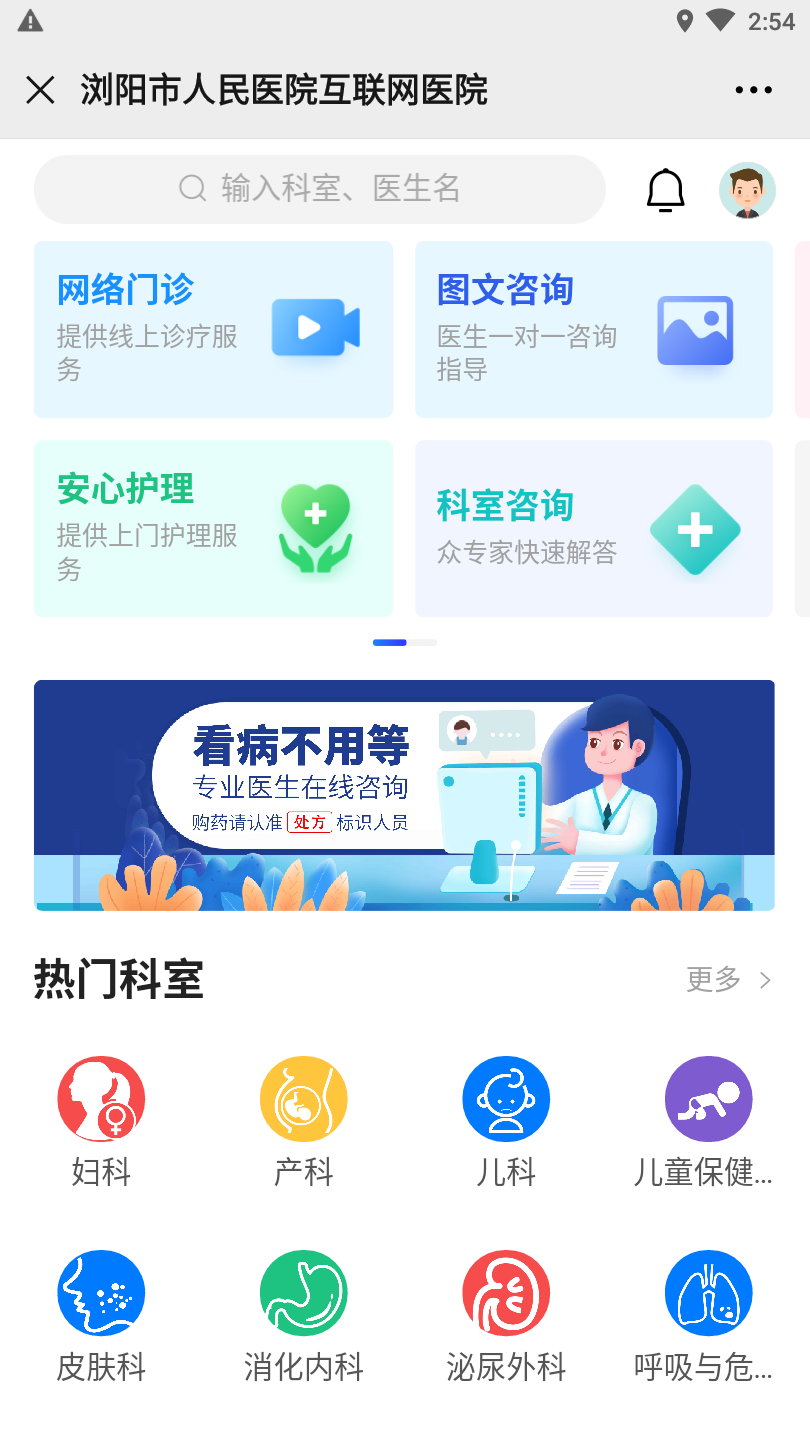 2:54
浏阳市人民医院互联网医院
输入科室、医生名
网络门诊
提供线上诊疗服
务
图文咨询
医生一对一咨询
指导
安心护理
提供上门护理服
务
科室咨询
众专家快速解答
看病不用等
专业医生在线咨询
购药请认准 处方 标识人员
热门科室
更多
妇科
产科
儿科
儿童保健...
皮肤科
消化内科
泌尿外科
呼吸与危...